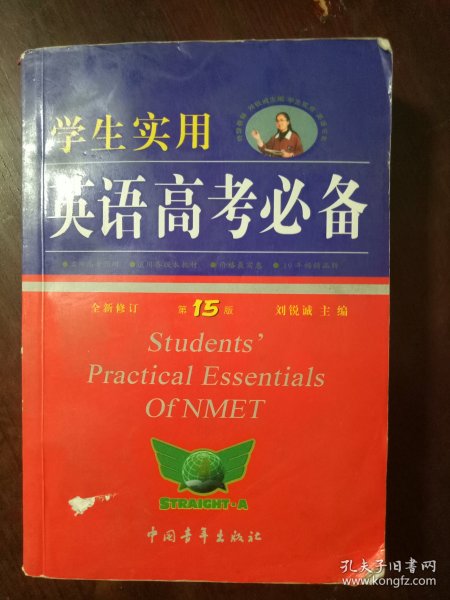 学生实用
英语高考必备
全新修订 第15版 刘锐诚 主编
Students'
Practical Essentials
Of NMET
STRAIGHT-A
中国青年出版社
孔夫子旧书网
www.kongfz.com